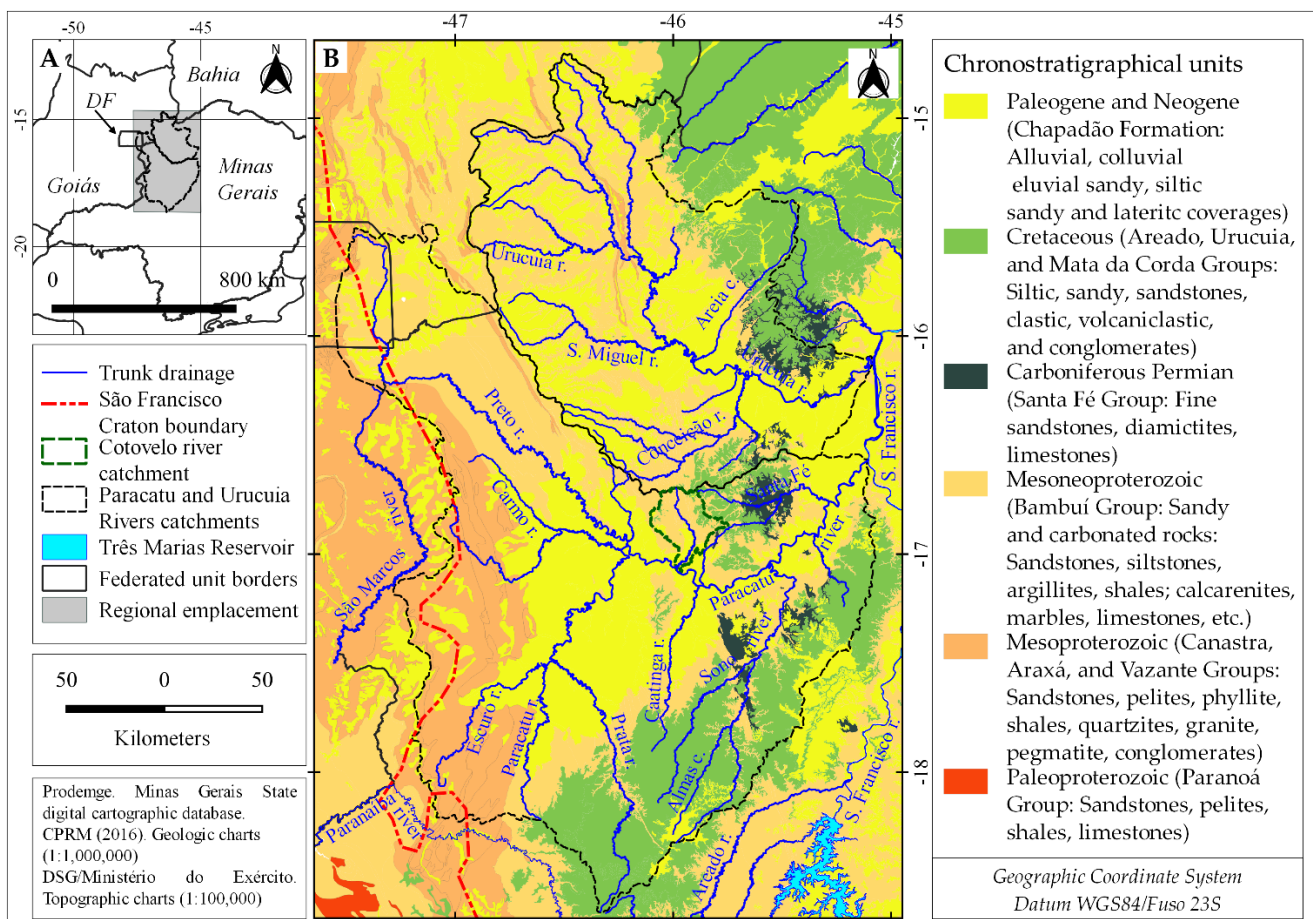 -50
-45
A
N
Bahia
DF
-15
Minas
Gerais
Goiás
-20
0
800 km
Trunk drainage
São Francisco
Craton boundary
Cotovelo river
catchment
Paracatu and Urucuia
Rivers catchments
Três Marias Reservoir
Federated unit borders
Regional emplacement
50
0
50
Kilometers
Prodemge. Minas Gerais State
digital cartographic database.
CPRM (2016). Geologic charts
(1:1,000,000)
DSG/Ministério do Exército.
Topographic charts (1:100,000)
-47
-46
-45
B
N
-15
Urucuia r.
Areia c.
-16
S. Miguel r.
Urucuia r.
S. Francisco r.
Preto r.
Conceição r.
Santa Fé
Carmo r.
river
São Marcos
-17
river
Paracatu
Sono river
Caatinga r.
Escuro r.
Paracatu r.
Prata r.
Almas c.
-18
S. Francisco r.
Paranaíba
river
Areado r.
Chronostratigraphical units
Paleogene and Neogene
(Chapadão Formation:
Alluvial, colluvial
eluvial sandy, siltic
sandy and lateritc coverages)
Cretaceous (Areado, Urucuia,
and Mata da Corda Groups:
Siltic, sandy, sandstones,
clastic, volcaniclastic,
and conglomerates)
Carboniferous Permian
(Santa Fé Group: Fine
sandstones, diamictites,
limestones)
Mesoneoproterozoic
(Bambuí Group: Sandy
and carbonated rocks:
Sandstones, siltstones,
argillites, shales; calcarenites,
marbles, limestones, etc.)
Mesoproterozoic (Canastra,
Araxá, and Vazante Groups:
Sandstones, pelites, phyllite,
shales, quartzites, granite,
pegmatite, conglomerates)
Paleoproterozoic (Paranoá
Group: Sandstones, pelites,
shales, limestones)
Geographic Coordinate System
Datum WGS84/Fuso 23S